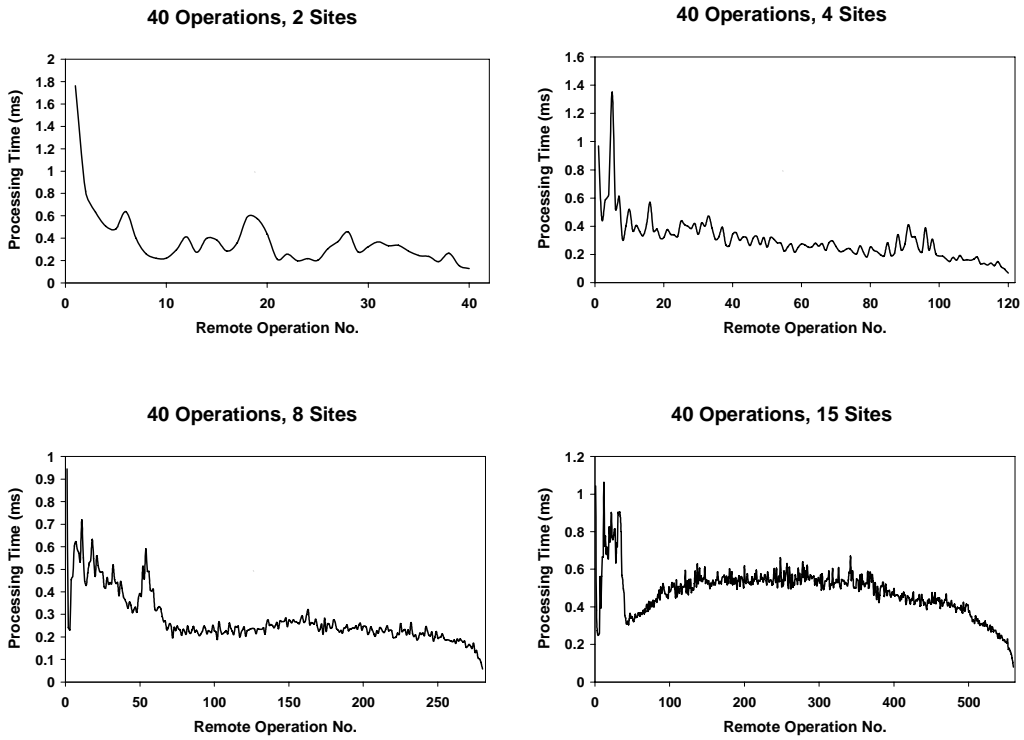 40 Operations, 2 Sites
Processing Time (ms)
2
1.8
1.6
1.4
1.2
1
0.8
0.6
0.4
0.2
0
0 10 20 30 40
Remote Operation No.
40 Operations, 4 Sites
Processing Time (ms)
1.6
1.4
1.2
1
0.8
0.6
0.4
0.2
0
0 20 40 60 80 100 120
Remote Operation No.
40 Operations, 8 Sites
Processing Time (ms)
1
0.9
0.8
0.7
0.6
0.5
0.4
0.3
0.2
0.1
0
0 50 100 150 200 250
Remote Operation No.
40 Operations, 15 Sites
Processing Time (ms)
1.2
1
0.8
0.6
0.4
0.2
0
0 100 200 300 400 500
Remote Operation No.